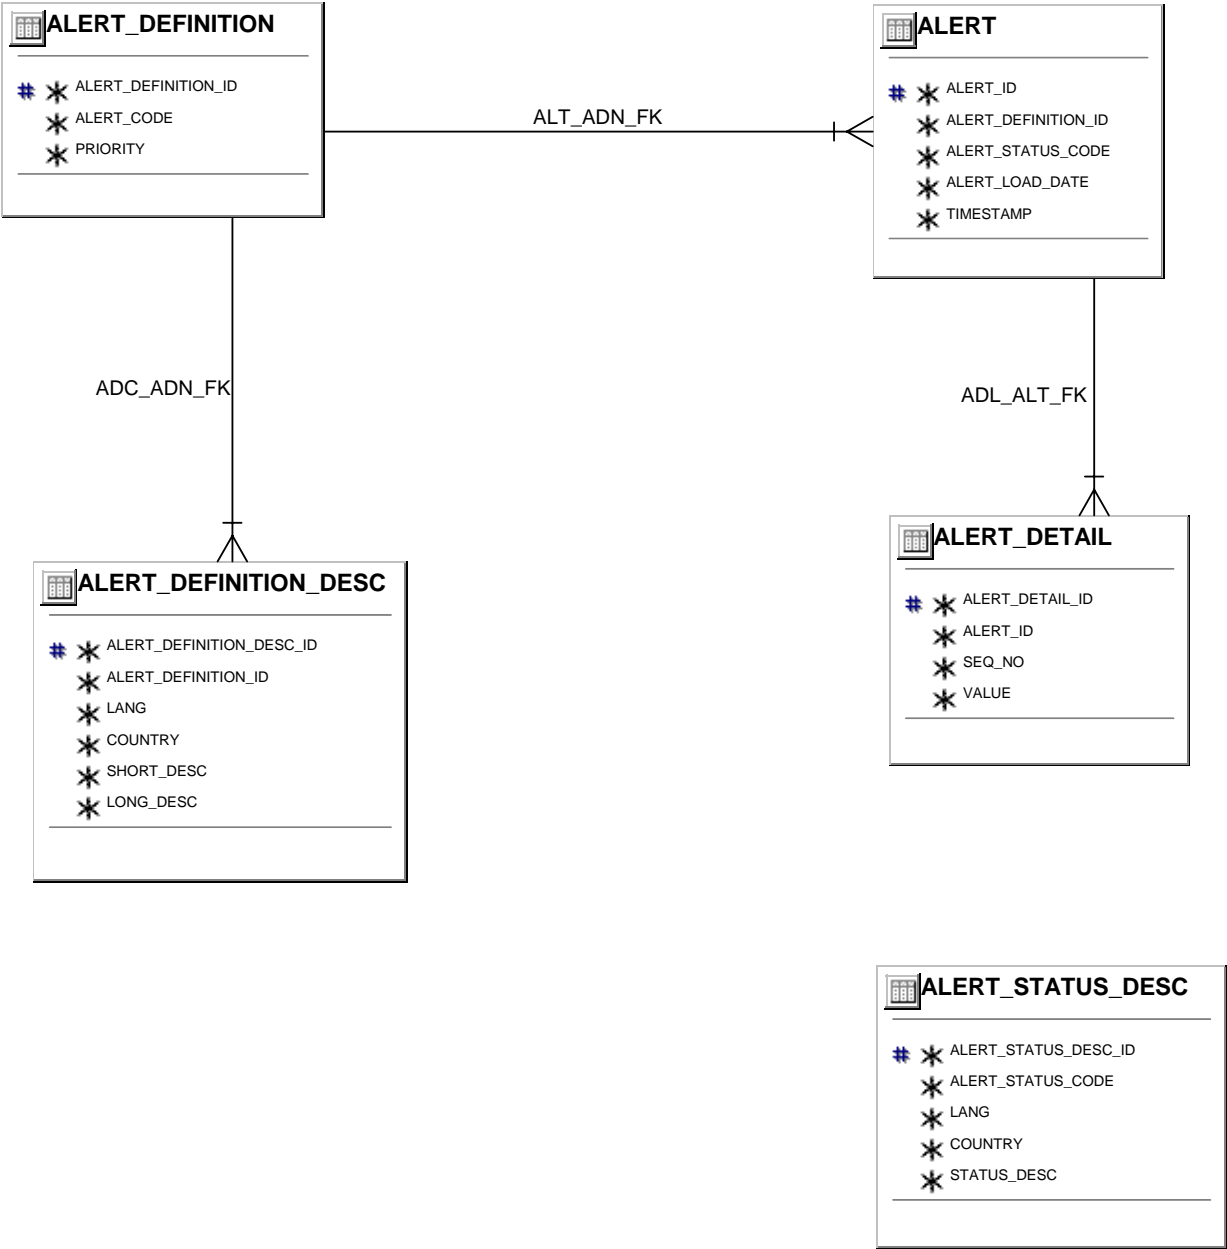 ALERT_DEFINITION
# * ALERT_DEFINITION_ID
* ALERT_CODE
* PRIORITY
ALT_ADN_FK
ALERT
# * ALERT_ID
* ALERT_DEFINITION_ID
* ALERT_STATUS_CODE
* ALERT_LOAD_DATE
* TIMESTAMP
ADC_ADN_FK
ADL_ALT_FK
ALERT_DEFINITION_DESC
# * ALERT_DEFINITION_DESC_ID
* ALERT_DEFINITION_ID
* LANG
* COUNTRY
* SHORT_DESC
* LONG_DESC
ALERT_DETAIL
# * ALERT_DETAIL_ID
* ALERT_ID
* SEQ_NO
* VALUE
ALERT_STATUS_DESC
# * ALERT_STATUS_DESC_ID
* ALERT_STATUS_CODE
* LANG
* COUNTRY
* STATUS_DESC